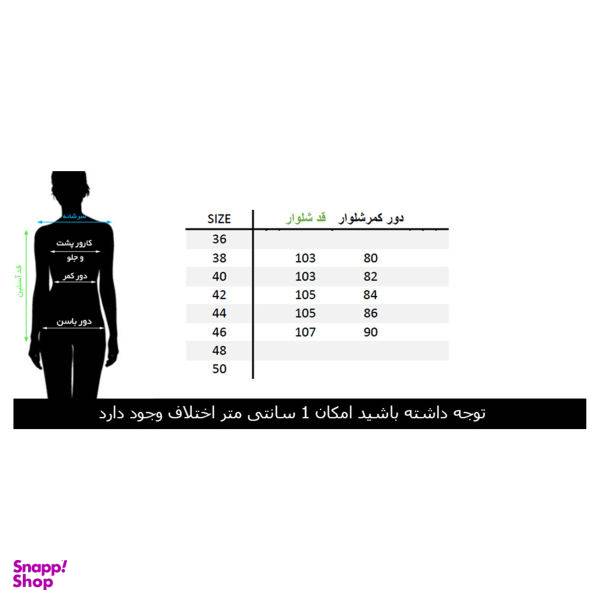 سرشانه
کارور پشت
و جلو
دور کمر
دور باسن
قد آستین
SIZE قد شلوار دور کمرشلوار
36
38 103 80
40 103 82
42 105 84
44 105 86
46 107 90
48
50
توجه داشته باشید امکان 1 سانتی متر اختلاف وجود دارد
Snapp!
Shop